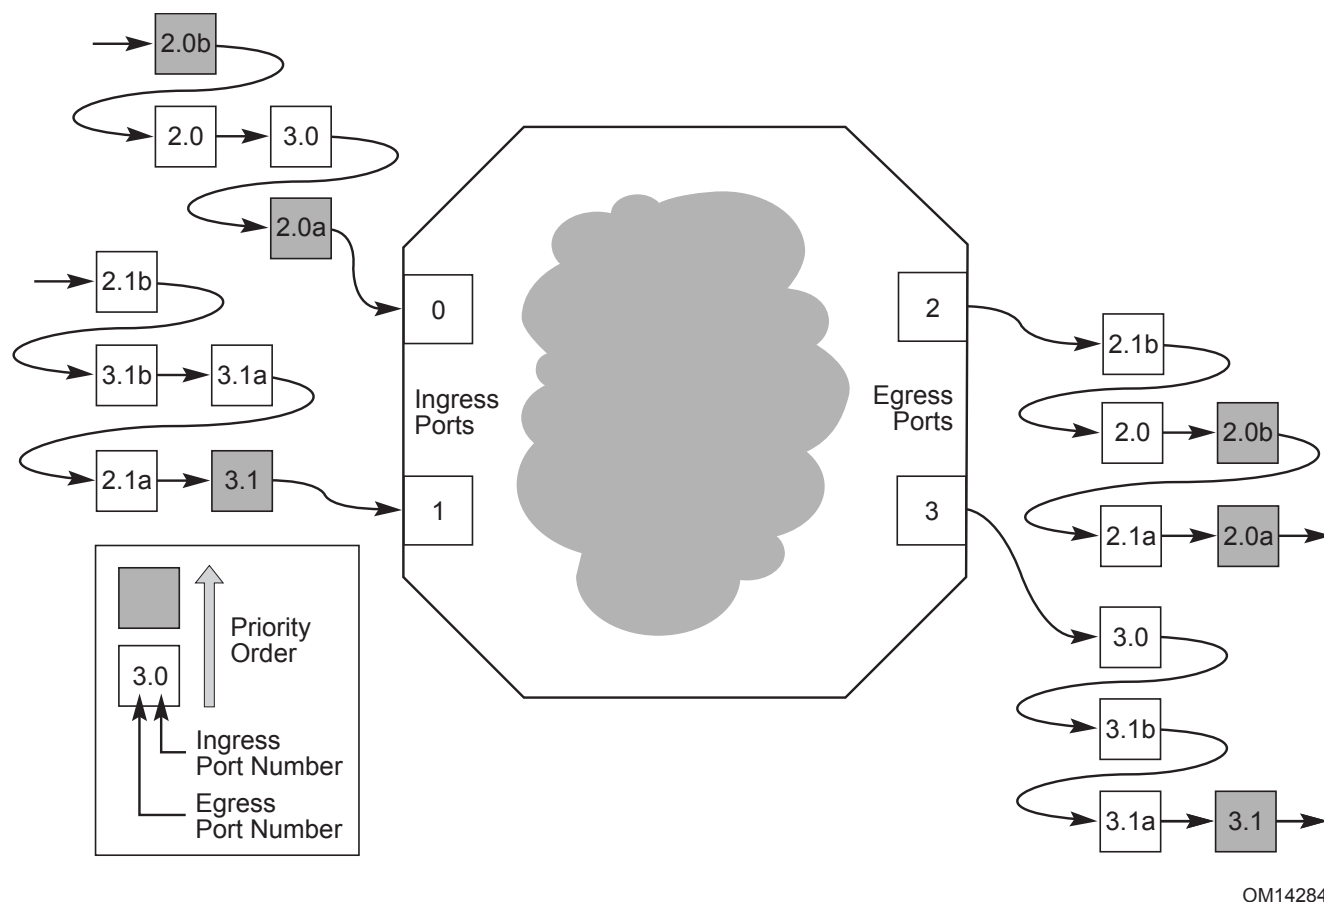 2.0b
2.0 3.0
2.0a
2.1b
3.1b 3.1a
2.1a 3.1
0
Ingress
Ports
1
2
Egress
Ports
3
2.1b
2.0 2.0b
2.1a 2.0a
3.0
3.1b
3.1a 3.1
Priority
Order
3.0
Ingress
Port Number
Egress
Port Number
OM14284